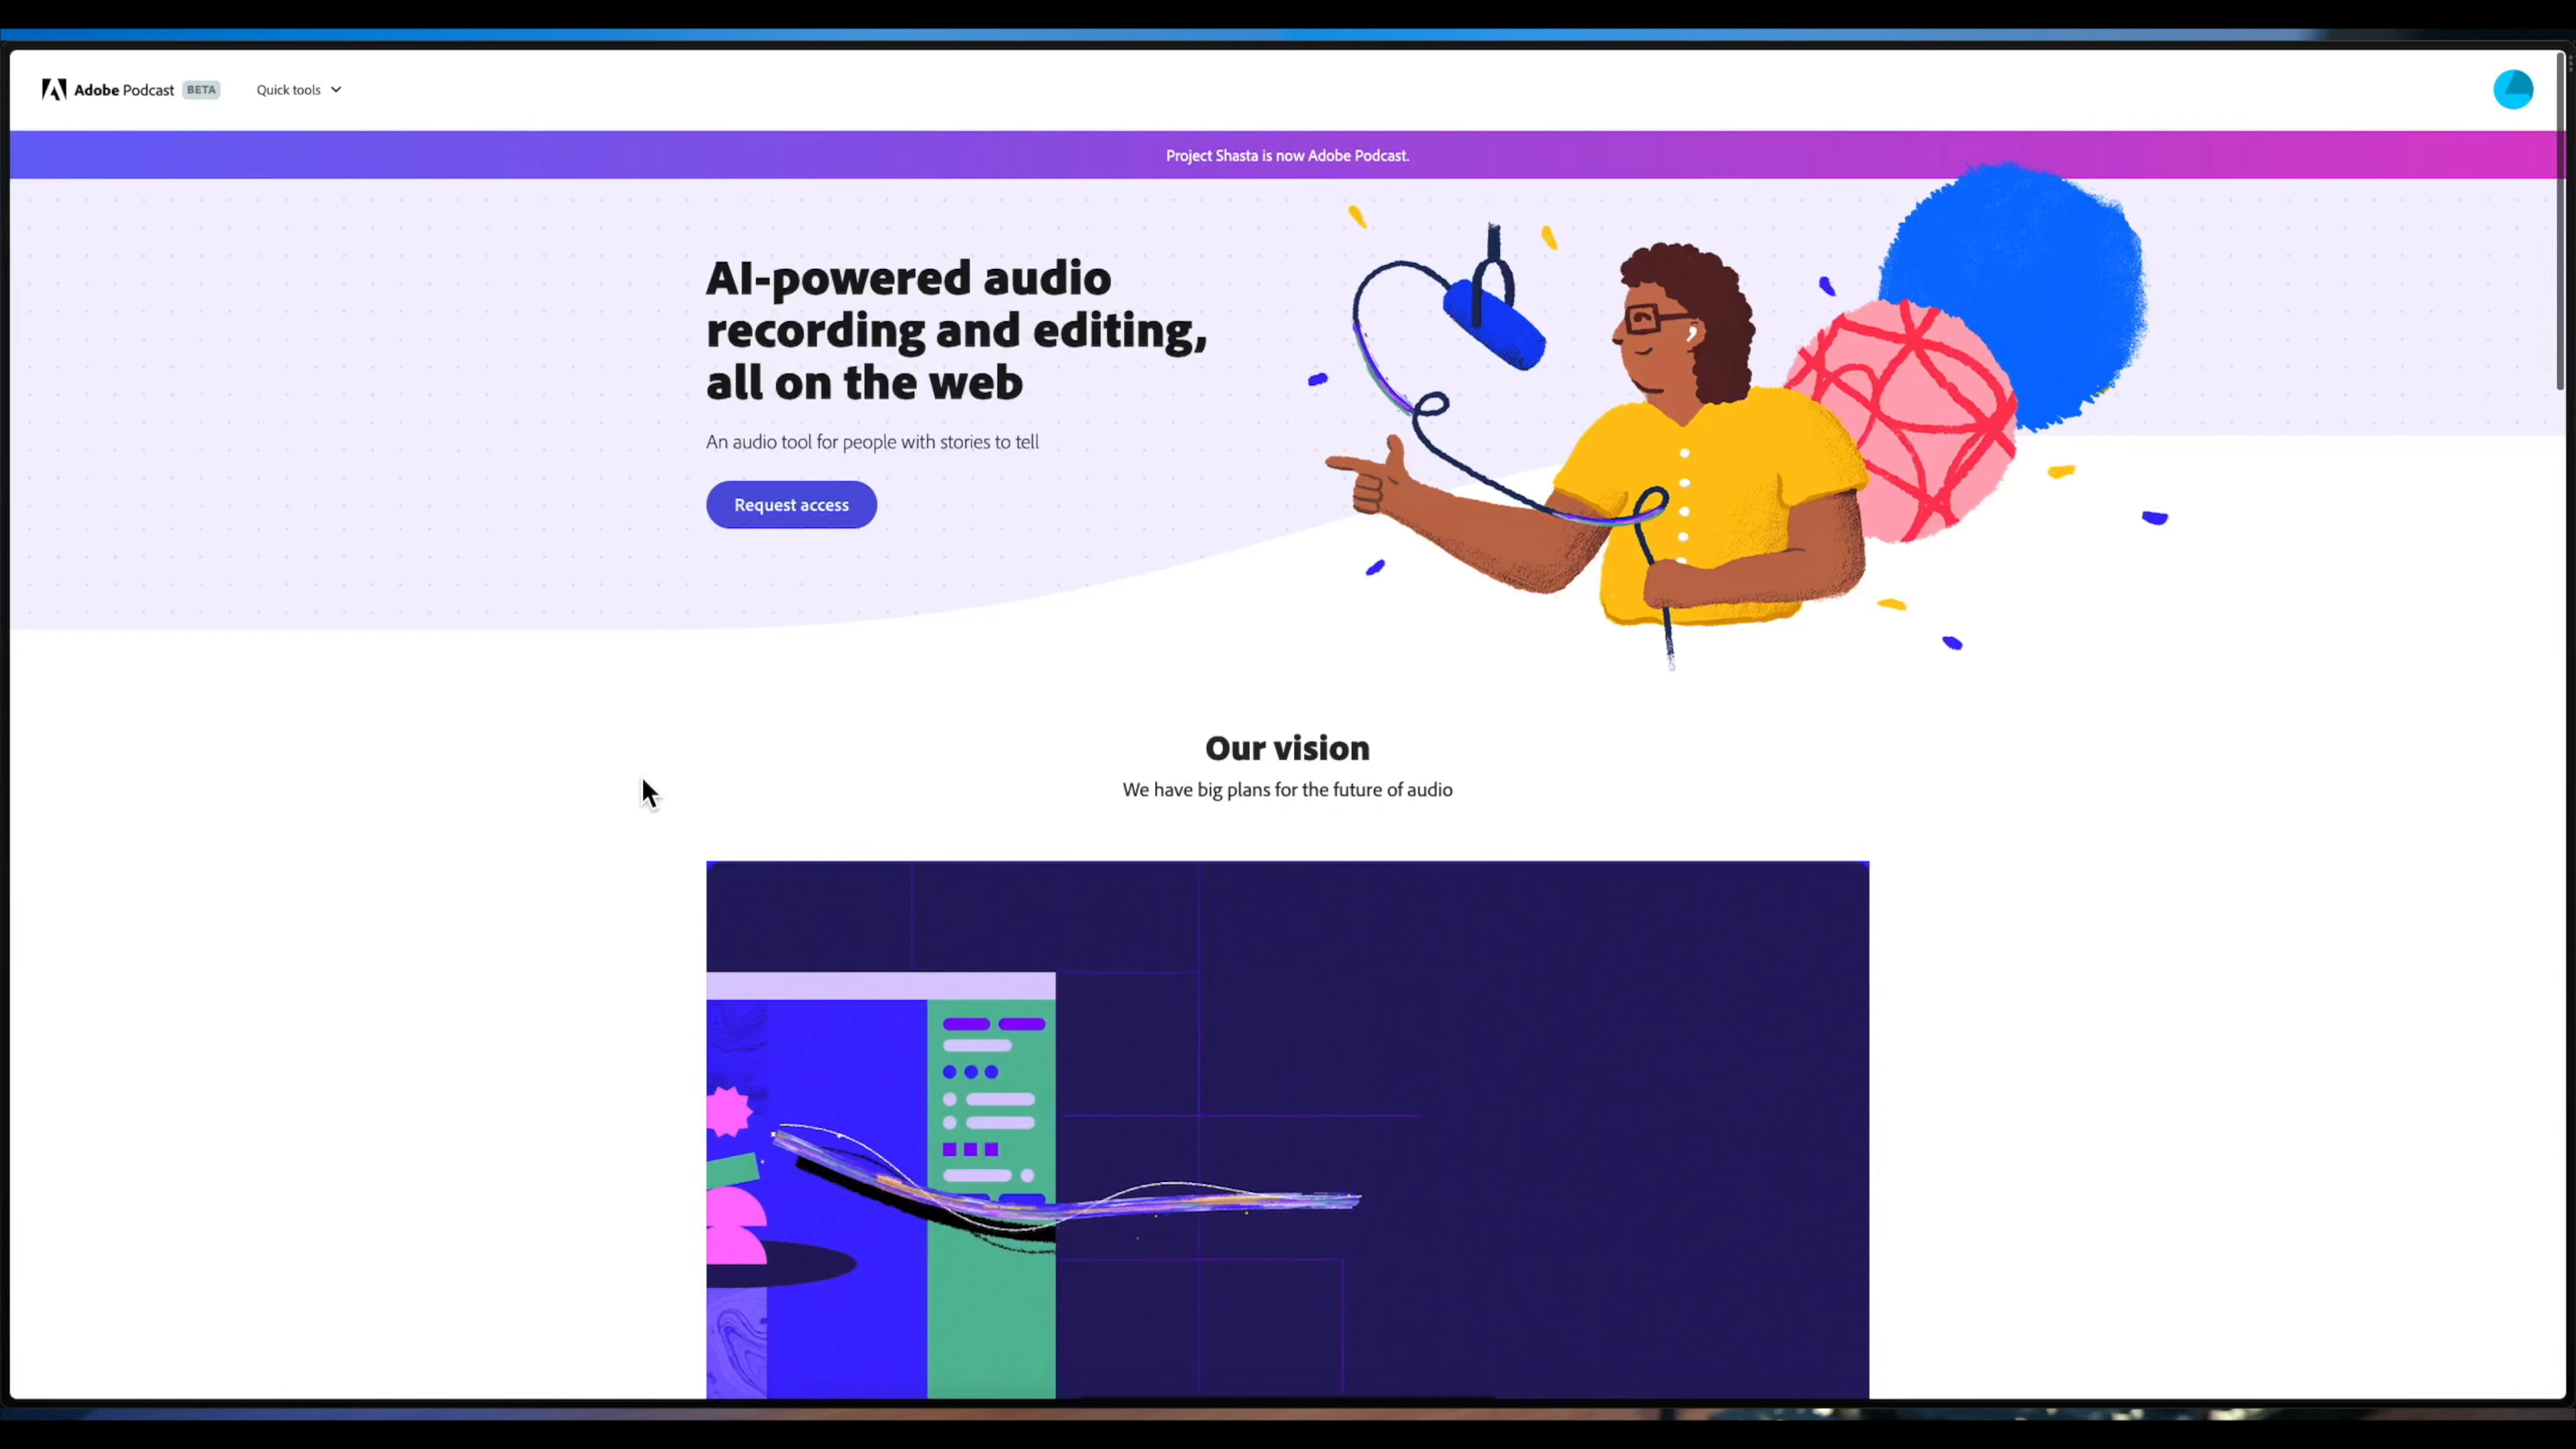 Adobe Podcast BETA Quick tools
Project Shasta is now Adobe Podcast.
AI-powered audio
recording and editing,
all on the web
An audio tool for people with stories to tell
Request access
Our vision
We have big plans for the future of audio